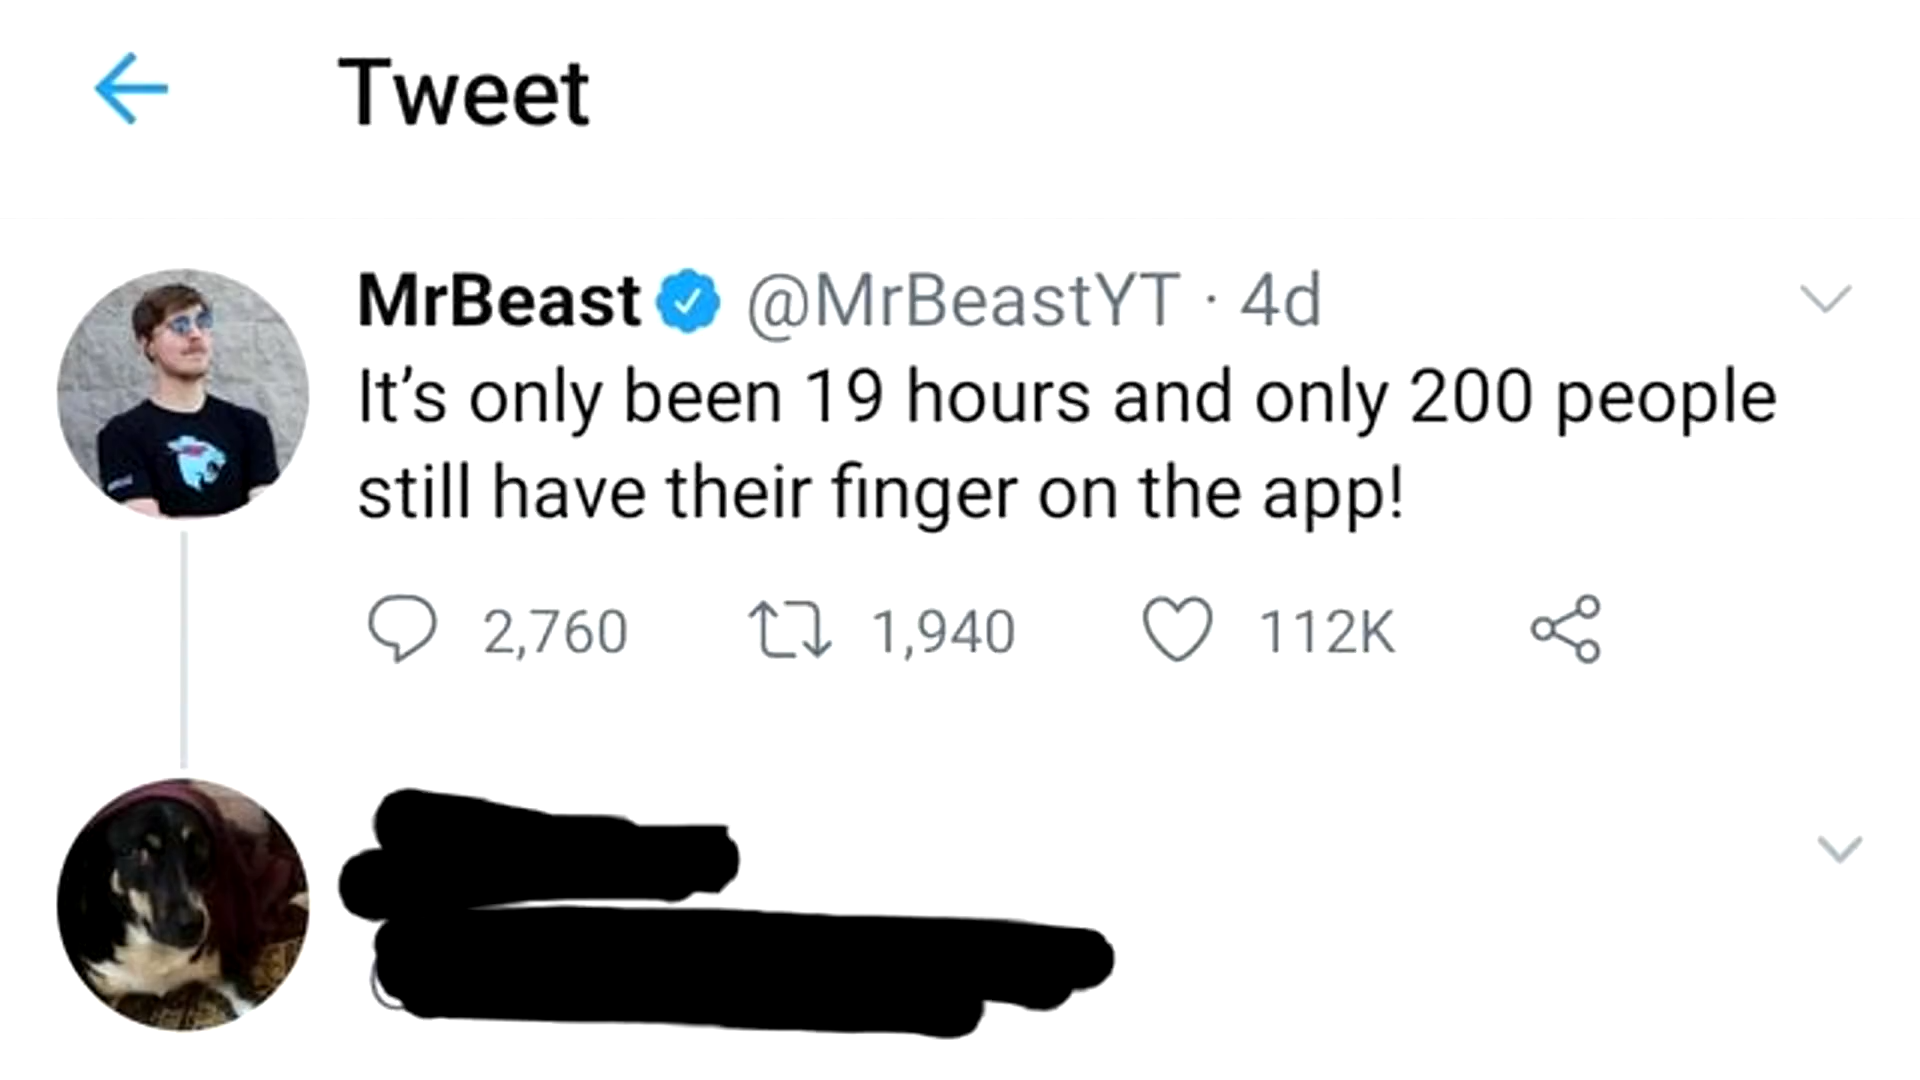 Tweet
MrBeast @MrBeastYT · 4d
It’s only been 19 hours and only 200 people
still have their finger on the app!
2,760 1,940 112K